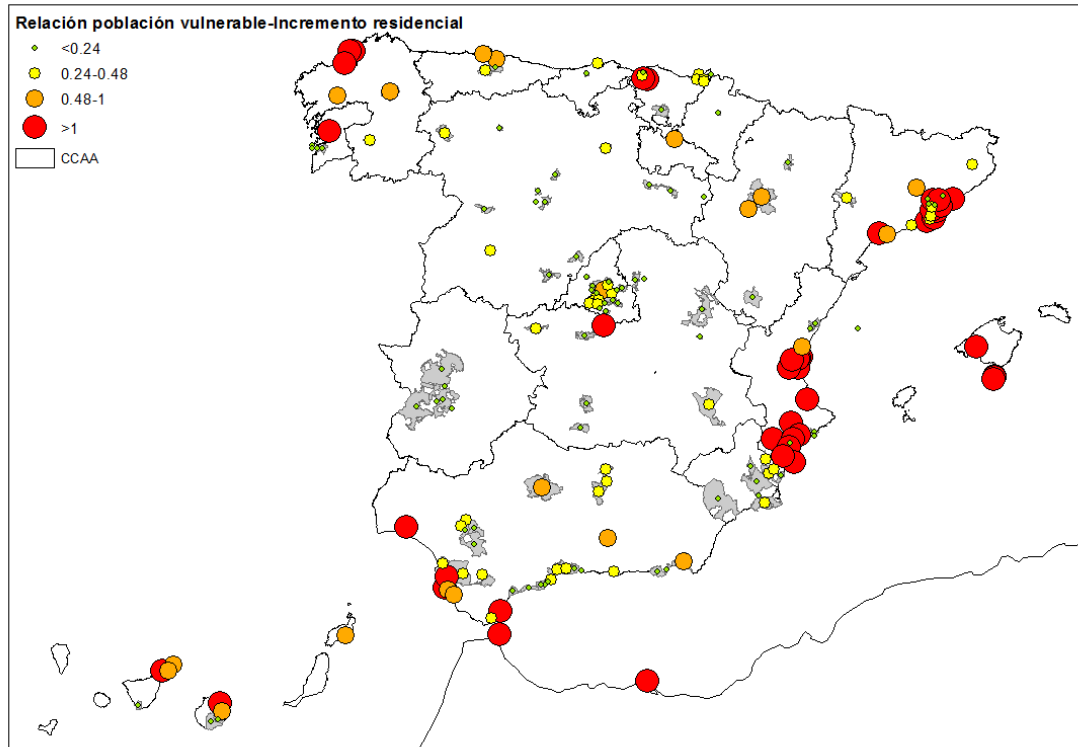 Relación población vulnerable-Incremento residencial
<0.24
0.24-0.48
0.48-1
>1
CCAA